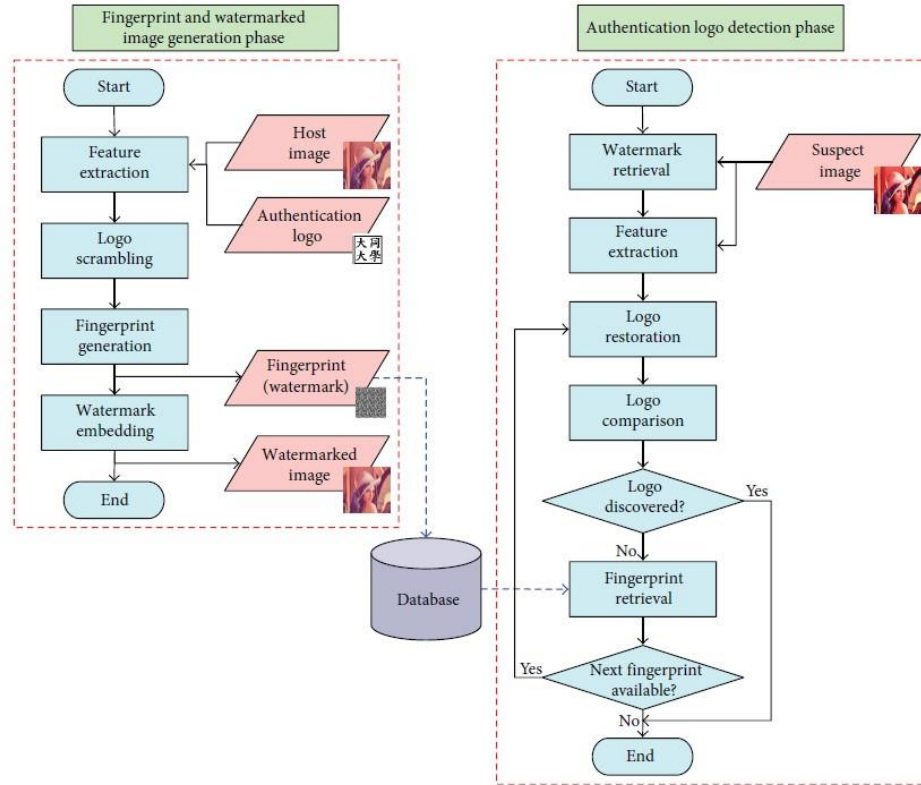 Fingerprint and watermarked
image generation phase
Start
Feature
extraction
Host
image
Authentication
logo
大同
大學
Logo
scrambling
Fingerprint
generation
Fingerprint
(watermark)
Watermark
embedding
Watermarked
image
End
Database
Authentication logo detection phase
Start
Watermark
retrieval
Suspect
image
Feature
extraction
Logo
restoration
Logo
comparison
Logo
discovered?
Yes
No
Fingerprint
retrieval
Yes
Next fingerprint
available?
No
End